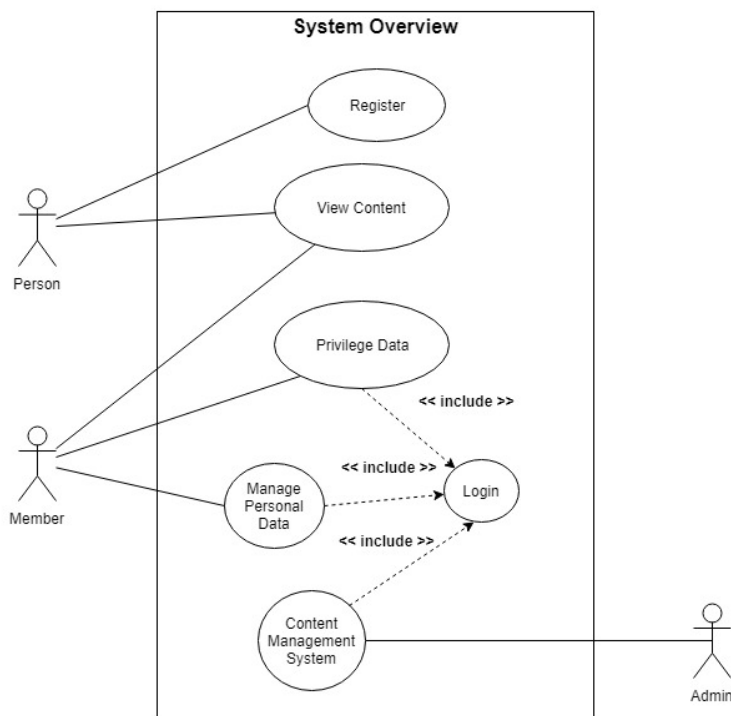 System Overview
Register
View Content
Person
Privilege Data
<< include >>
Member
<< include >>
Manage
Personal
Data
Login
<< include >>
Content
Management
System
Admin